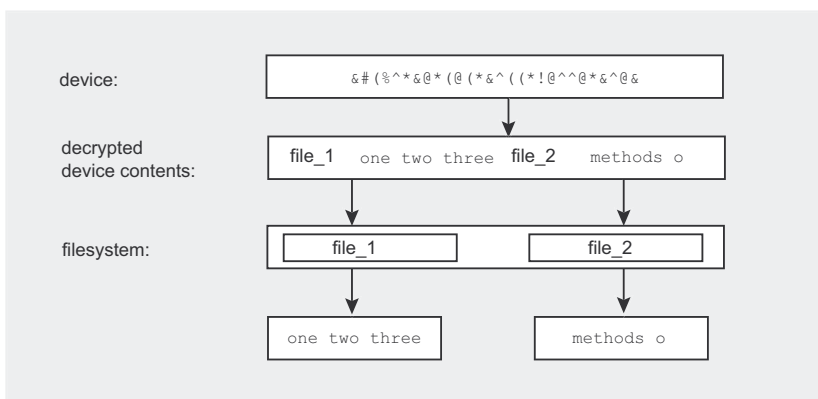 device: &#(%^*&@*(@(*&^((*!@^^@*&^@&
decrypted
device contents: file_1 one two three file_2 methods o
filesystem: file_1 file_2
one two three methods o